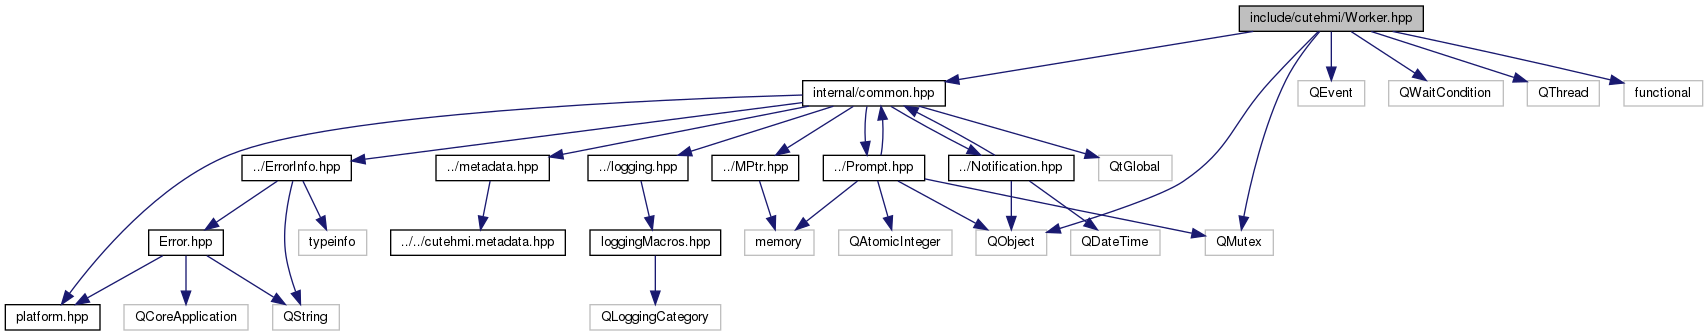 include/cutehmi/Worker.hpp
internal/common.hpp
QEvent
QWaitCondition
QThread
functional
../ErrorInfo.hpp
../metadata.hpp
../logging.hpp
../MPtr.hpp
../Prompt.hpp
../Notification.hpp
QtGlobal
Error.hpp
typeinfo
../../cutehmi.metadata.hpp
loggingMacros.hpp
memory
QAtomicInteger
QObject
QDateTime
QMutex
platform.hpp
QCoreApplication
QString
QLoggingCategory